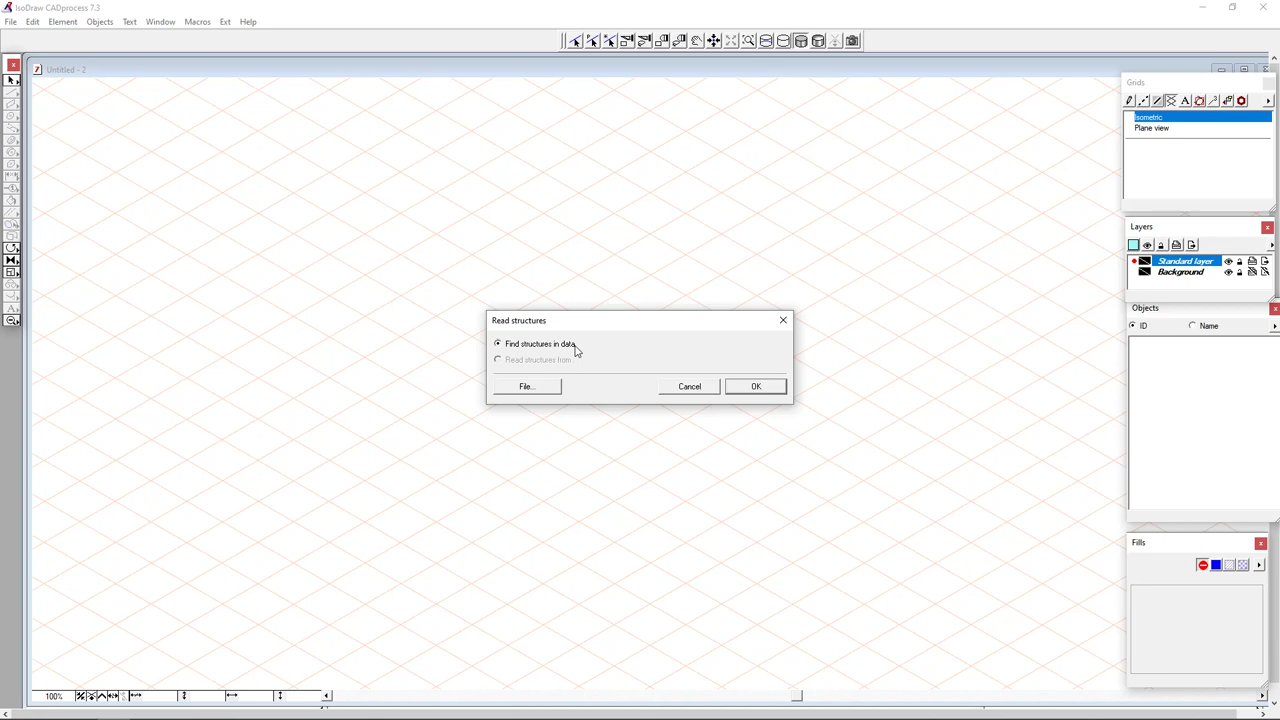 IsoDraw CADprocess 7.3
File Edit Element Objects Text Window Macros Ext Help
Untitled - 2
Grids
Isometric
Plane view
Layers
Standard layer
Background
Objects
ID Name
Read structures
Find structures in data
Read structures from
File... Cancel OK
Fills
100%